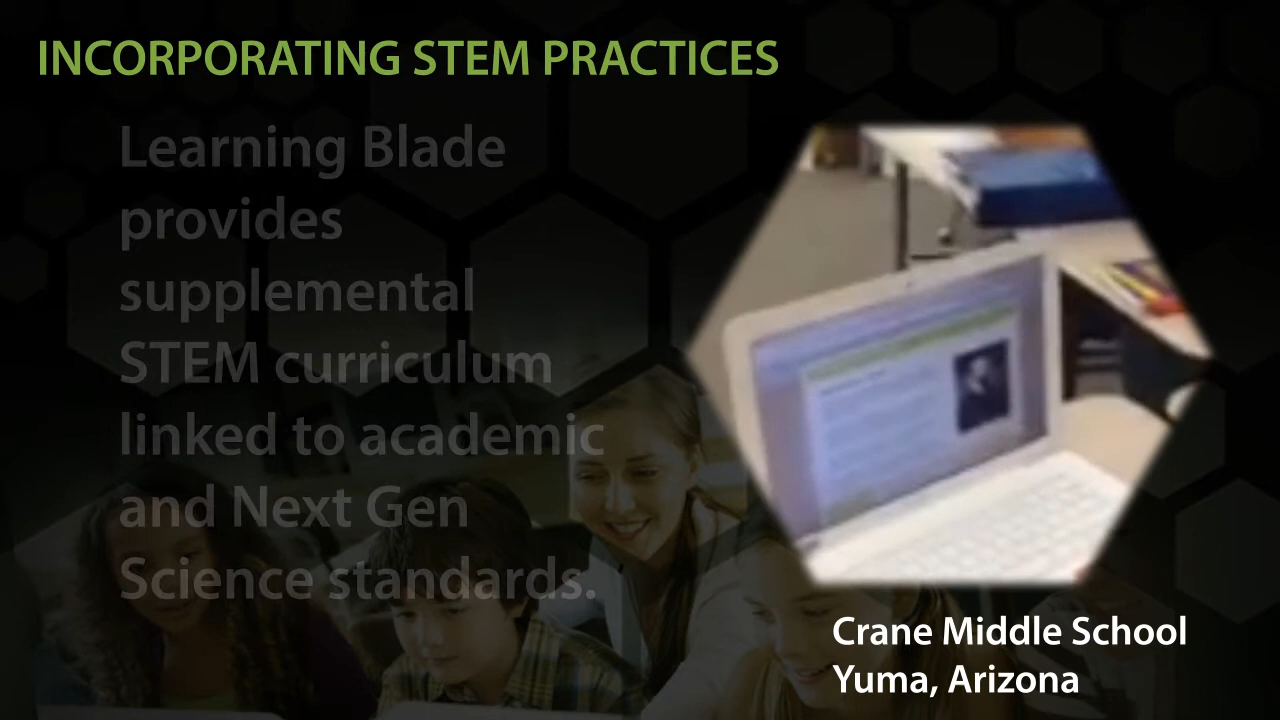 INCORPORATING STEM PRACTICES
Learning Blade
provides
supplemental
STEM curriculum
linked to academic
and Next Gen
Science standards.
Crane Middle School
Yuma, Arizona